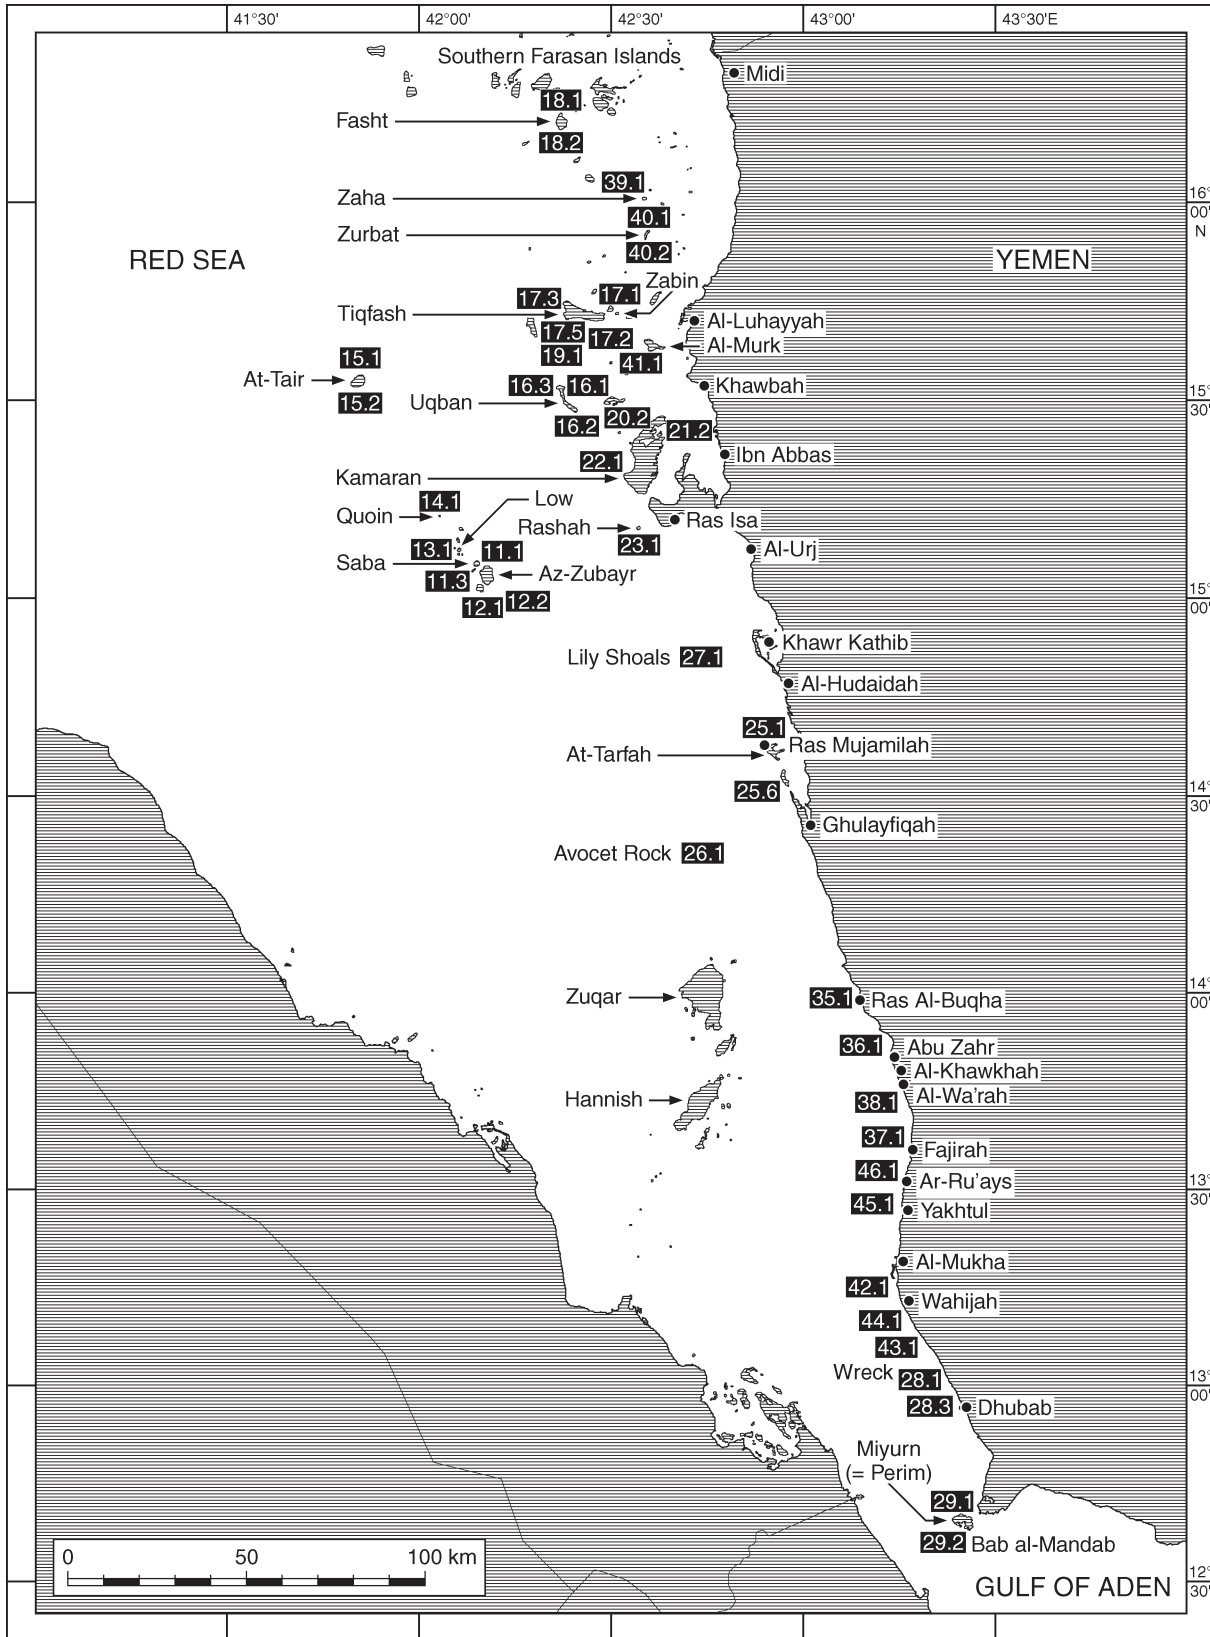 41°30'
42°00'
42°30'
43°00'
43°30'E
Southern Farasan Islands
Midi
18.1
Fasht
18.2
39.1
Zaha
16°
00'
N
40.1
Zurbat
40.2
RED SEA
YEMEN
Zabin
17.3
17.1
Tiqfash
Al-Luhayyah
17.5
17.2
Al-Murk
19.1
41.1
15.1
At-Tair
16.3
16.1
Khawbah
15.2
Uqban
15°
30'
20.2
16.2
21.2
Ibn Abbas
22.1
Kamaran
14.1
Low
Quoin
Rashah
Ras Isa
23.1
13.1
11.1
Al-Urj
Saba
11.3
Az-Zubayr
12.1
12.2
15°
00'
Khawr Kathib
Lily Shoals
27.1
Al-Hudaidah
25.1
Ras Mujamilah
At-Tarfah
25.6
14°
30'
Ghulayfiqah
Avocet Rock
26.1
Zuqar
35.1
Ras Al-Buqha
14°
00'
36.1
Abu Zahr
Al-Khawkhah
Hannish
Al-Wa'rah
38.1
37.1
Fajirah
46.1
Ar-Ru'ays
13°
30'
45.1
Yakhtul
Al-Mukha
42.1
Wahijah
44.1
43.1
Wreck
28.1
13°
00'
28.3
Dhubab
Miyurn
(= Perim)
29.1
29.2
Bab al-Mandab
0
50
100 km
GULF OF ADEN
12°
30'